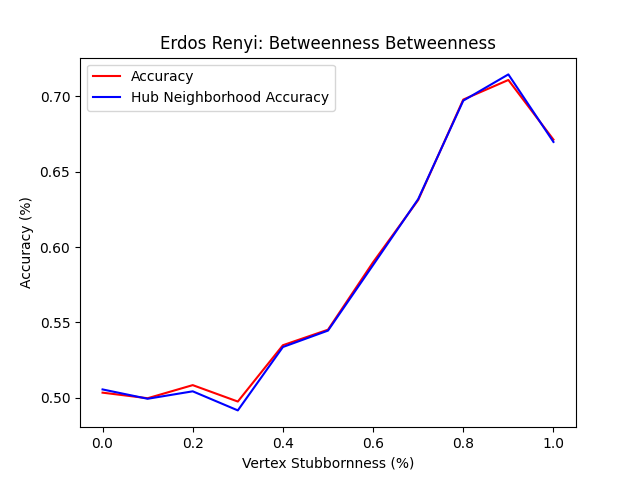 Erdos Renyi: Betweenness Betweenness
Accuracy
Hub Neighborhood Accuracy
0.70
0.65
0.60
0.55
0.50
Accuracy (%)
0.0 0.2 0.4 0.6 0.8 1.0
Vertex Stubbornness (%)